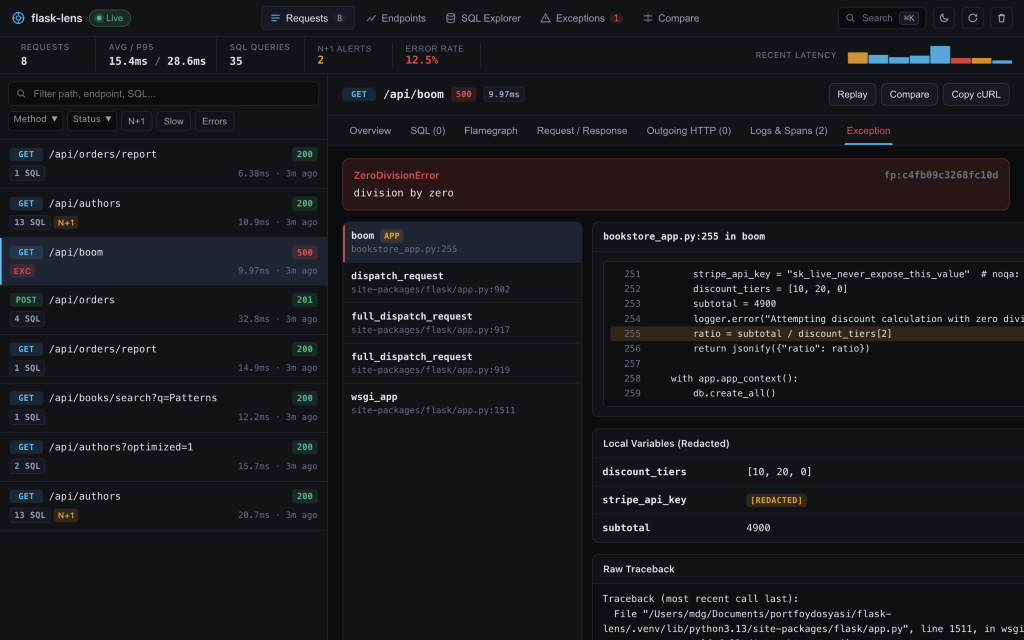 flask-lens Live Requests 8 Endpoints SQL Explorer Exceptions 1 Compare Search ⌘K
REQUESTS
8
AVG / P95
15.4ms / 28.6ms
SQL QUERIES
35
N+1 ALERTS
2
ERROR RATE
12.5%
RECENT LATENCY
Filter path, endpoint, SQL...
Method ▼ Status ▼ N+1 Slow Errors
GET /api/orders/report 200
1 SQL 6.38ms · 3m ago
GET /api/authors 200
13 SQL N+1 10.9ms · 3m ago
GET /api/boom 500
EXC 9.97ms · 3m ago
POST /api/orders 201
4 SQL 32.8ms · 3m ago
GET /api/orders/report 200
1 SQL 14.9ms · 3m ago
GET /api/books/search?q=Patterns 200
1 SQL 12.2ms · 3m ago
GET /api/authors?optimized=1 200
2 SQL 15.7ms · 3m ago
GET /api/authors 200
13 SQL N+1 20.7ms · 3m ago
GET /api/boom 500 9.97ms Replay Compare Copy cURL
Overview SQL (0) Flamegraph Request / Response Outgoing HTTP (0) Logs & Spans (2) Exception
ZeroDivisionError fp:c4fb09c3268fc10d
division by zero
boom APP
bookstore_app.py:255
dispatch_request
site-packages/flask/app.py:902
full_dispatch_request
site-packages/flask/app.py:917
full_dispatch_request
site-packages/flask/app.py:919
wsgi_app
site-packages/flask/app.py:1511
bookstore_app.py:255 in boom
251 stripe_api_key = "sk_live_never_expose_this_value"  # noqa:
252 discount_tiers = [10, 20, 0]
253 subtotal = 4900
254 logger.error("Attempting discount calculation with zero divi
255 ratio = subtotal / discount_tiers[2]
256 return jsonify({"ratio": ratio})
257
258 with app.app_context():
259 db.create_all()
Local Variables (Redacted)
discount_tiers [10, 20, 0]
stripe_api_key [REDACTED]
subtotal 4900
Raw Traceback
Traceback (most recent call last):
File "/Users/mdg/Documents/portfoydosyasi/flask-
lens/.venv/lib/python3.13/site-packages/flask/app.py", line 1511, in wsgi